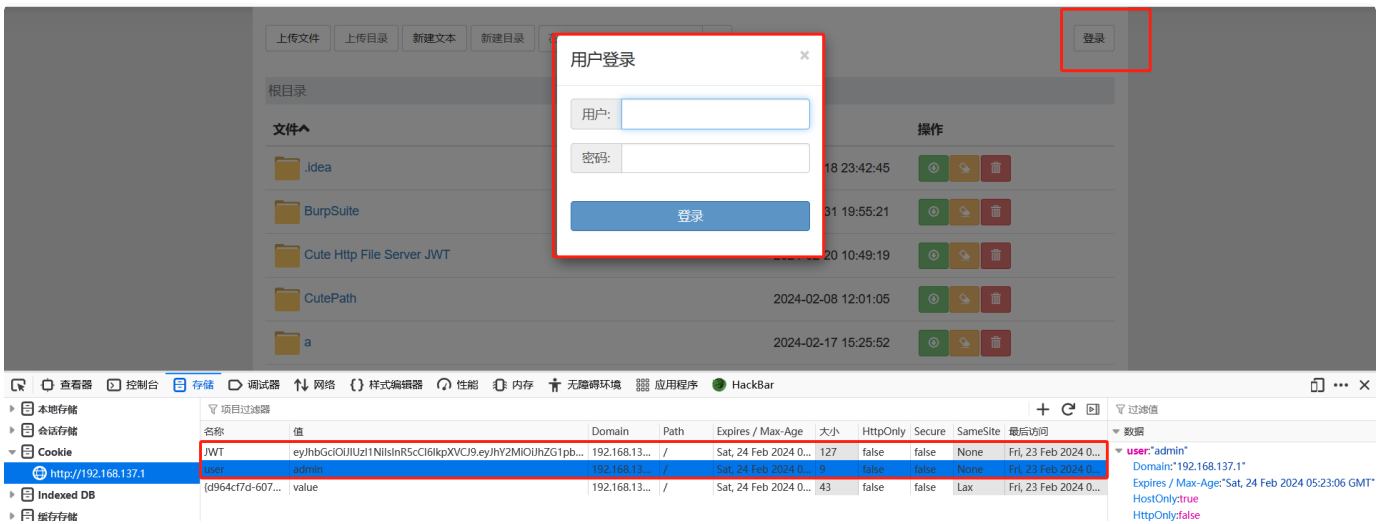 上传文件 上传目录 新建文本 新建目录 登录
用户登录 ×
根目录
用户:
文件 操作
密码:
.idea 18 23:42:45
登录
BurpSuite 31 19:55:21
Cute Http File Server JWT 20 10:49:19
CutePath 2024-02-08 12:01:05
a 2024-02-17 15:25:52
查看器 控制台 存储 调试器 网络 {} 样式编辑器 性能 内存 无障碍环境 应用程序 HackBar
本地存储 项目过滤器 过滤值
会话存储 名称 值 Domain Path Expires / Max-Age 大小 HttpOnly Secure SameSite 最后访问 数据
Cookie JWT 192.168.13... / Sat, 24 Feb 2024 0... 127 false false None Fri, 23 Feb 2024 0... user:"admin"
http://192.168.137.1 user admin 192.168.13... / Sat, 24 Feb 2024 0... 9 false false None Fri, 23 Feb 2024 0... Domain:"192.168.137.1"
Indexed DB {d964cf7d-607... value 192.168.13... / Sat, 24 Feb 2024 0... 43 false false Lax Fri, 23 Feb 2024 0... Expires / Max-Age:"Sat, 24 Feb 2024 05:23:06 GMT"
HostOnly:true
缓存存储 HttpOnly:false